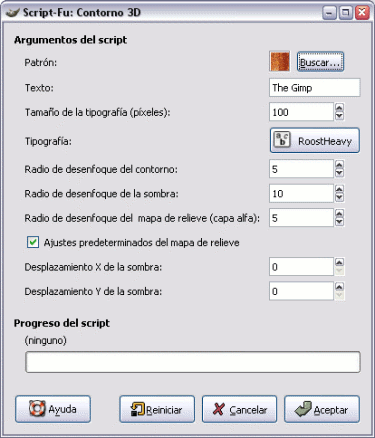 Script-Fu: Contorno 3D
Argumentos del script
Patrón: Buscar...
Texto: The Gimp
Tamaño de la tipografía (píxeles): 100
Tipografía: abc RoostHeavy
Radio de desenfoque del contorno: 5
Radio de desenfoque de la sombra: 10
Radio de desenfoque del mapa de relieve (capa alfa): 5
Ajustes predeterminados del mapa de relieve
Desplazamiento X de la sombra: 0
Desplazamiento Y de la sombra: 0
Progreso del script
(ninguno)
Ayuda Reiniciar Cancelar Aceptar